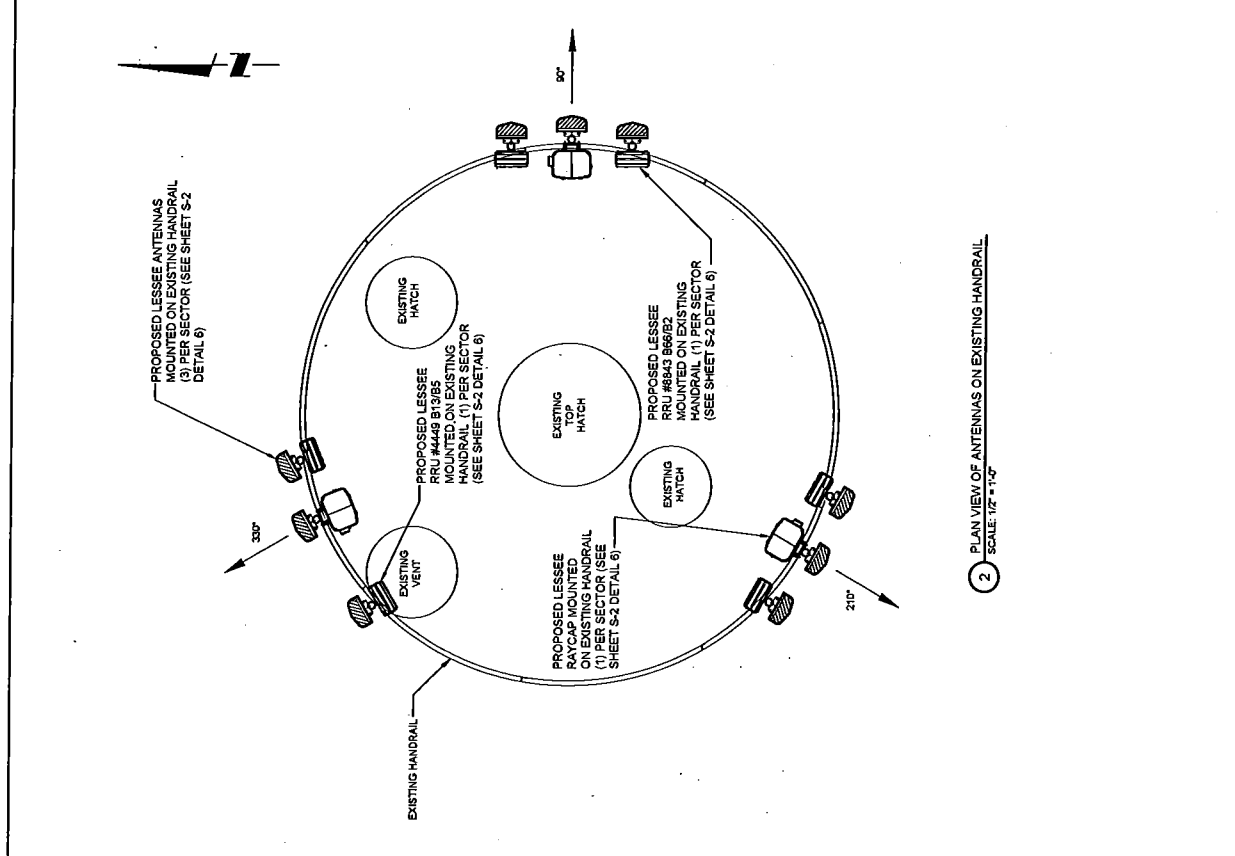 N
90°
PROPOSED LESSEE ANTENNAS
MOUNTED ON EXISTING HANDRAIL
(3) PER SECTOR (SEE SHEET S-2
DETAIL 6)
330°
EXISTING
HATCH
PROPOSED LESSEE
RRU #4449 B13/B5
MOUNTED ON EXISTING
HANDRAIL (1) PER SECTOR
(SEE SHEET S-2 DETAIL 6)
EXISTING
VENT
EXISTING
TOP
HATCH
PROPOSED LESSEE
RRU #8843 B66/B2
MOUNTED ON EXISTING
HANDRAIL (1) PER SECTOR
(SEE SHEET S-2 DETAIL 6)
EXISTING
HATCH
PROPOSED LESSEE
RAYCAP MOUNTED
ON EXISTING HANDRAIL
(1) PER SECTOR (SEE
SHEET S-2 DETAIL 6)
210°
EXISTING HANDRAIL
2
PLAN VIEW OF ANTENNAS ON EXISTING HANDRAIL
SCALE: 1/2" = 1'-0"